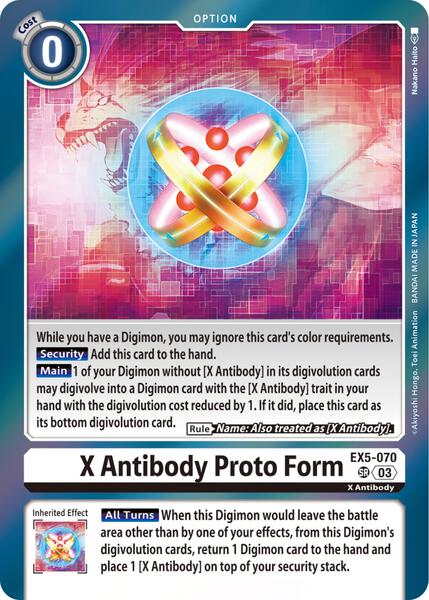 OPTION
Cost
0
Nakano Haito
©Akiyoshi Hongo, Toei Animation BANDAI MADE IN JAPAN
While you have a Digimon, you may ignore this card's color requirements.
Security Add this card to the hand.
Main 1 of your Digimon without [X Antibody] in its digivolution cards
may digivolve into a Digimon card with the [X Antibody] trait in your
hand with the digivolution cost reduced by 1. If it did, place this card as
its bottom digivolution card.
Rule Name: Also treated as [X Antibody].
X Antibody Proto Form
EX5-070
SR 03
X Antibody
Inherited Effect
All Turns When this Digimon would leave the battle
area other than by one of your effects, from this Digimon's
digivolution cards, return 1 Digimon card to the hand and
place 1 [X Antibody] on top of your security stack.